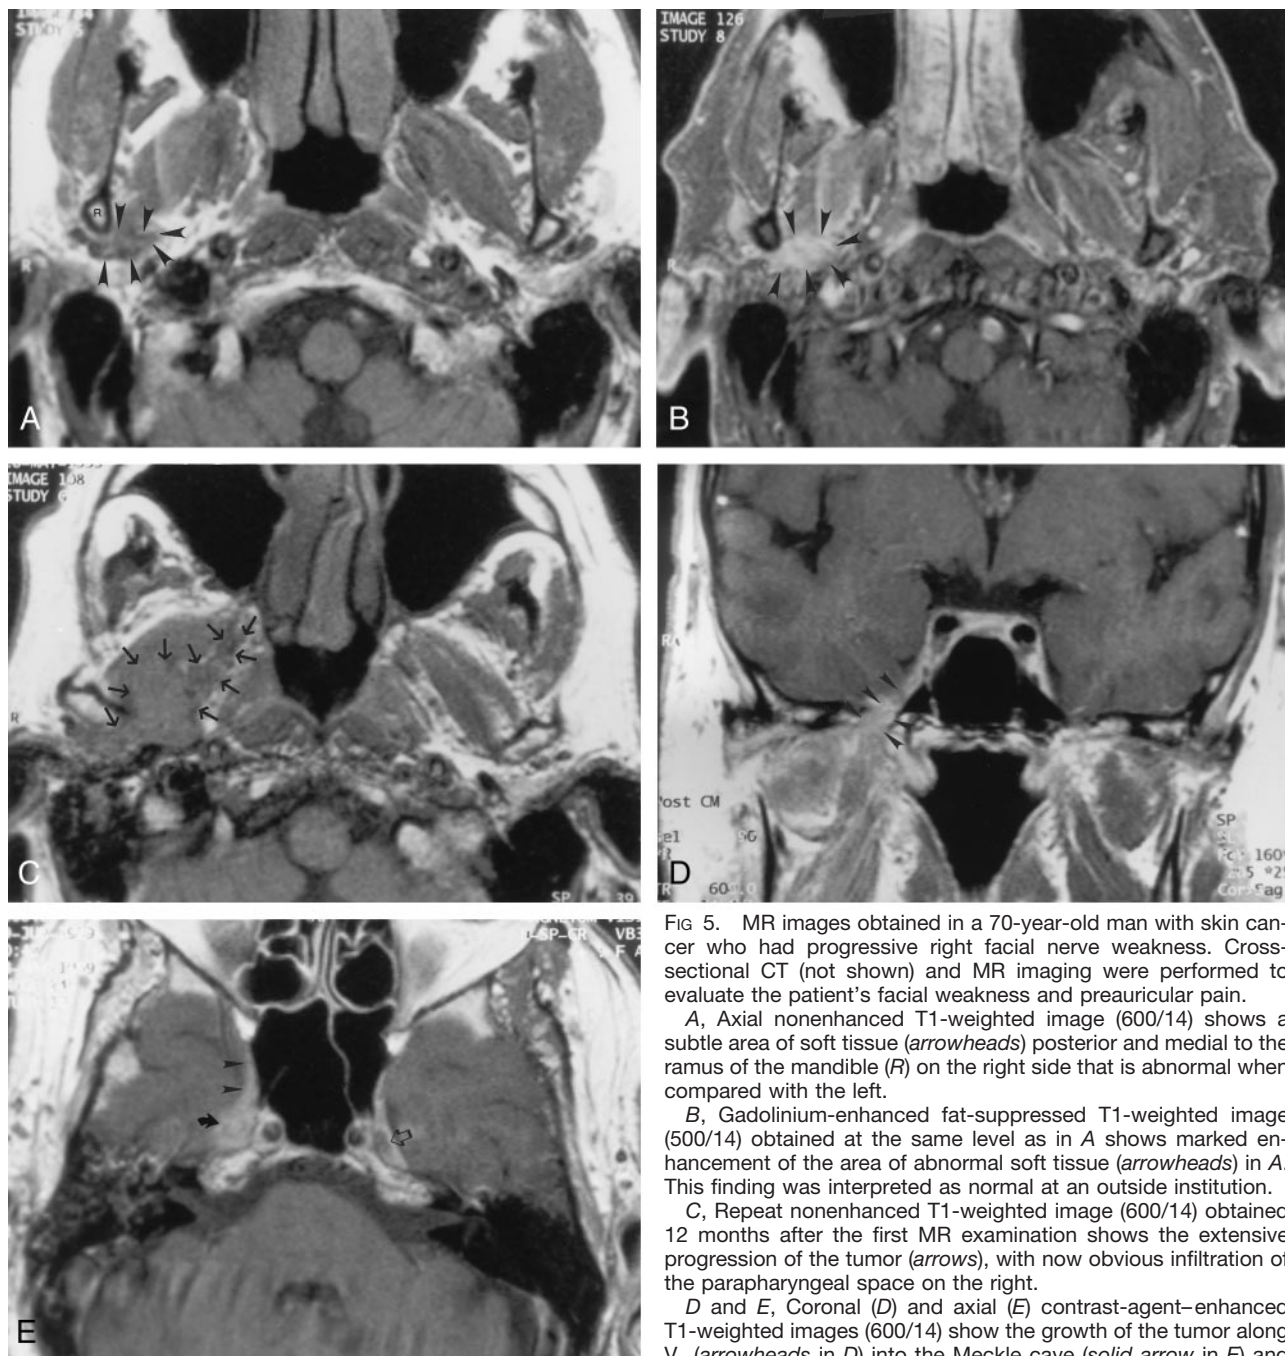 STUDY
A
R
R
IMAGE 126
STUDY 8
B
R
IMAGE 108
STUDY 6
R
C
SP
39
Post CM
TR
D
SP
E
VB3
SP-CR
FIG 5. MR images obtained in a 70-year-old man with skin can-
cer who had progressive right facial nerve weakness. Cross-
sectional CT (not shown) and MR imaging were performed to
evaluate the patient's facial weakness and preauricular pain.
A, Axial nonenhanced T1-weighted image (600/14) shows a
subtle area of soft tissue (arrowheads) posterior and medial to the
ramus of the mandible (R) on the right side that is abnormal when
compared with the left.
B, Gadolinium-enhanced fat-suppressed T1-weighted image
(500/14) obtained at the same level as in A shows marked en-
hancement of the area of abnormal soft tissue (arrowheads) in A.
This finding was interpreted as normal at an outside institution.
C, Repeat nonenhanced T1-weighted image (600/14) obtained
12 months after the first MR examination shows the extensive
progression of the tumor (arrows), with now obvious infiltration of
the parapharyngeal space on the right.
D and E, Coronal (D) and axial (E) contrast-agent–enhanced
T1-weighted images (600/14) show the growth of the tumor along
V (arrowheads in D) into the Meckle cave (solid arrow in E) and